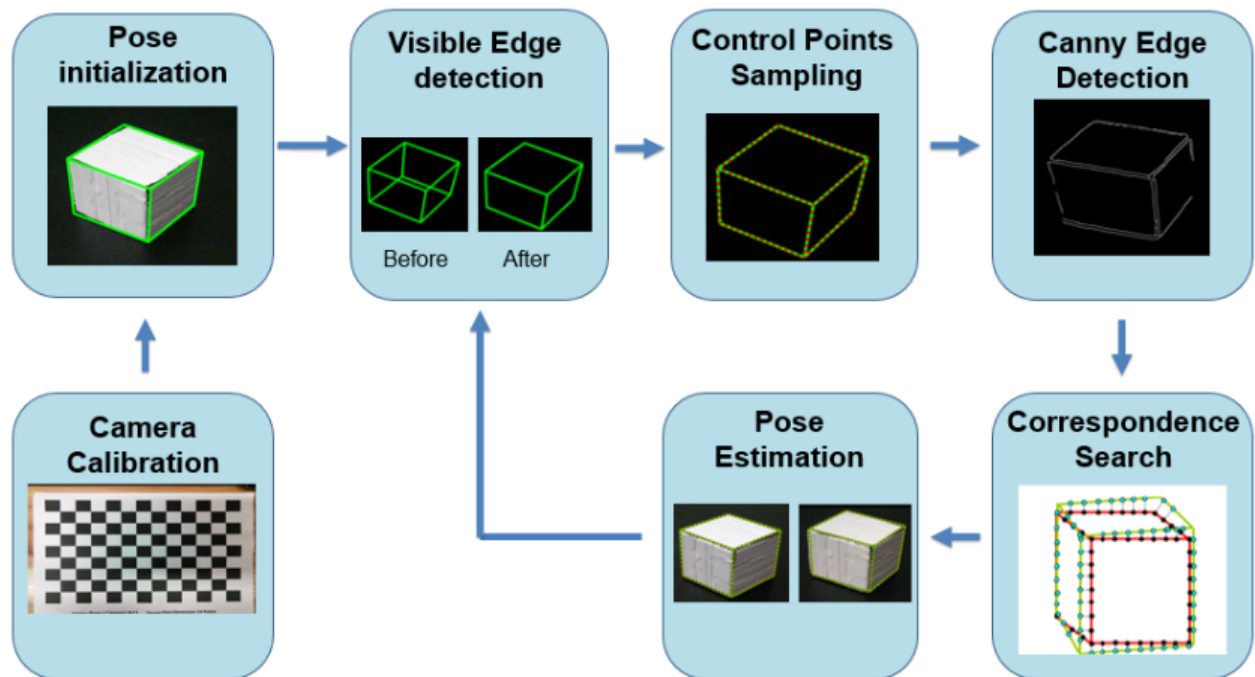 Pose
initialization
Visible Edge
detection
Before
After
Control Points
Sampling
Canny Edge
Detection
Camera
Calibration
Pose
Estimation
Correspondence
Search